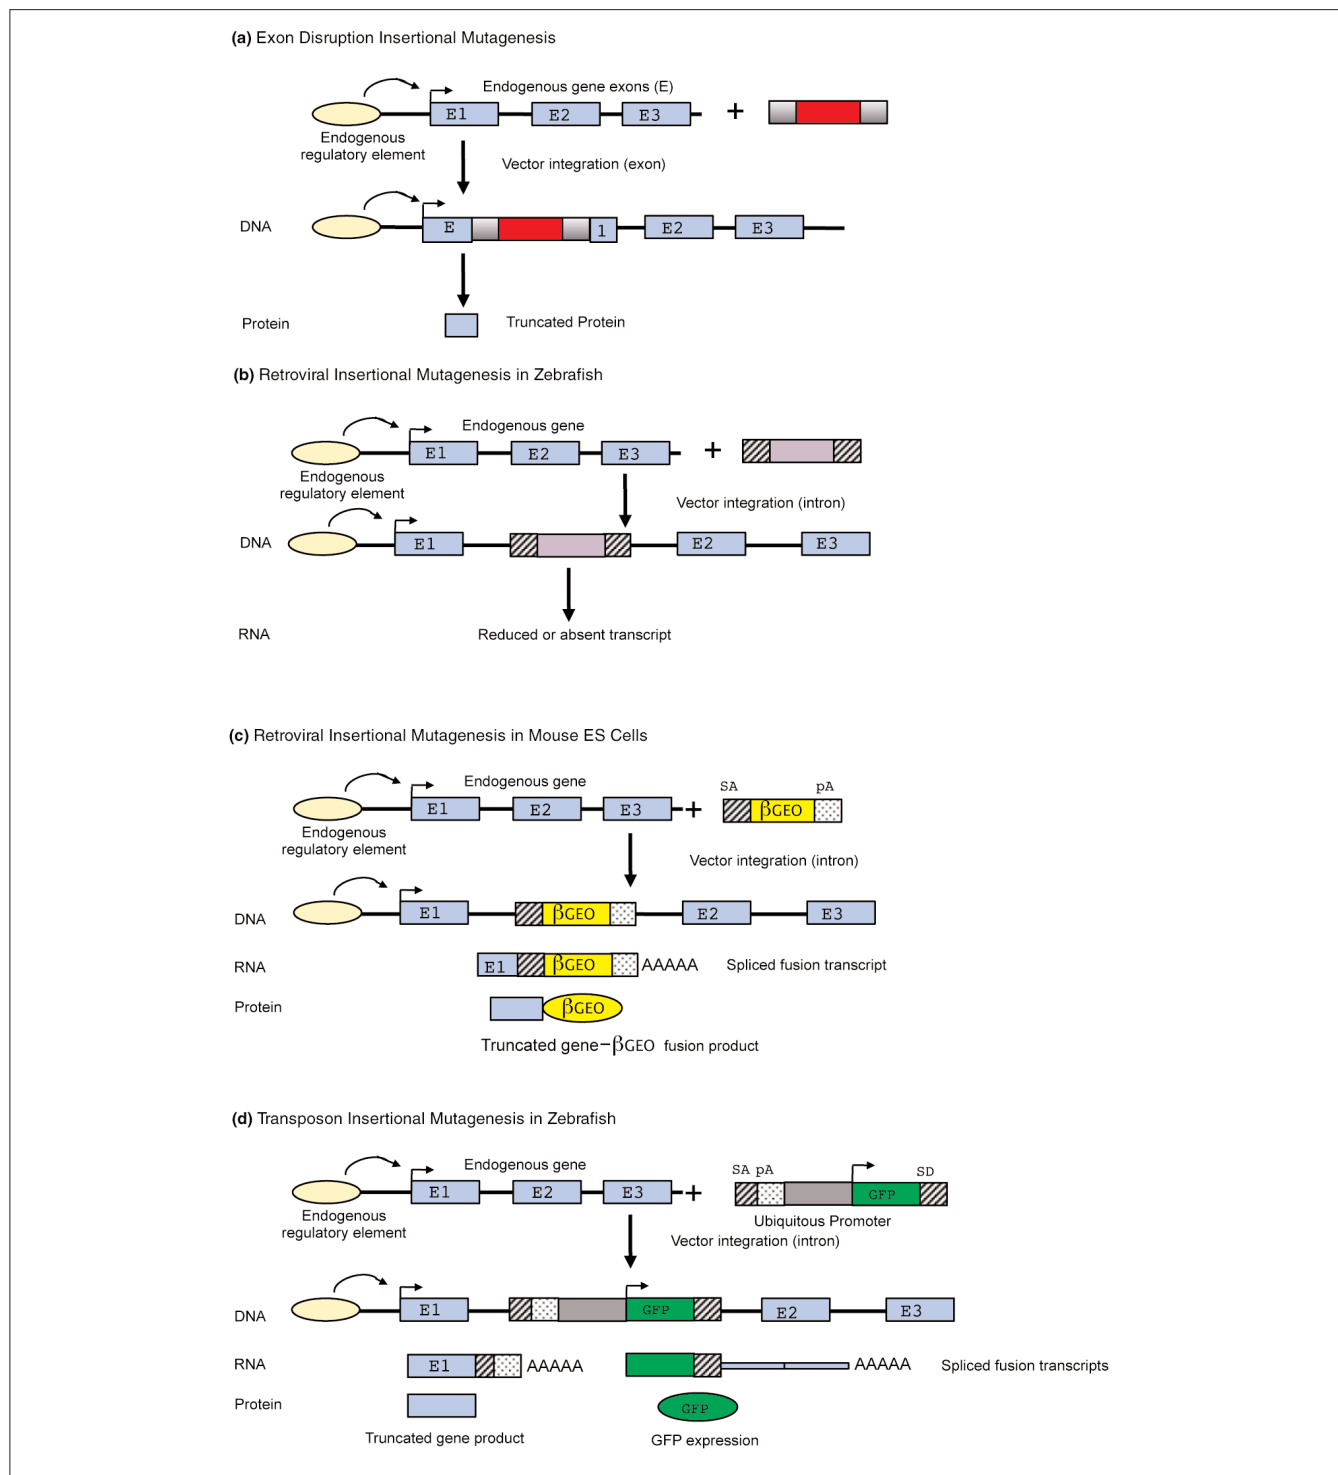 (a) Exon Disruption Insertional Mutagenesis
Endogenous gene exons (E)
E1 E2 E3 +
Endogenous
regulatory element
Vector integration (exon)
DNA E 1 E2 E3
Protein Truncated Protein
(b) Retroviral Insertional Mutagenesis in Zebrafish
Endogenous gene
E1 E2 E3 +
Endogenous
regulatory element
Vector integration (intron)
DNA E1 E2 E3
RNA Reduced or absent transcript
(c) Retroviral Insertional Mutagenesis in Mouse ES Cells
Endogenous gene SA pA
E1 E2 E3 + βGEO
Endogenous
regulatory element
Vector integration (intron)
DNA E1 βGEO E2 E3
RNA E1 βGEO AAAAA Spliced fusion transcript
Protein βGEO
Truncated gene–βGEO fusion product
(d) Transposon Insertional Mutagenesis in Zebrafish
Endogenous gene SA pA SD
E1 E2 E3 + GFP
Endogenous
regulatory element
Ubiquitous Promoter
Vector integration (intron)
DNA E1 GFP E2 E3
RNA E1 AAAAA AAAAA Spliced fusion transcripts
Protein GFP
Truncated gene product GFP expression